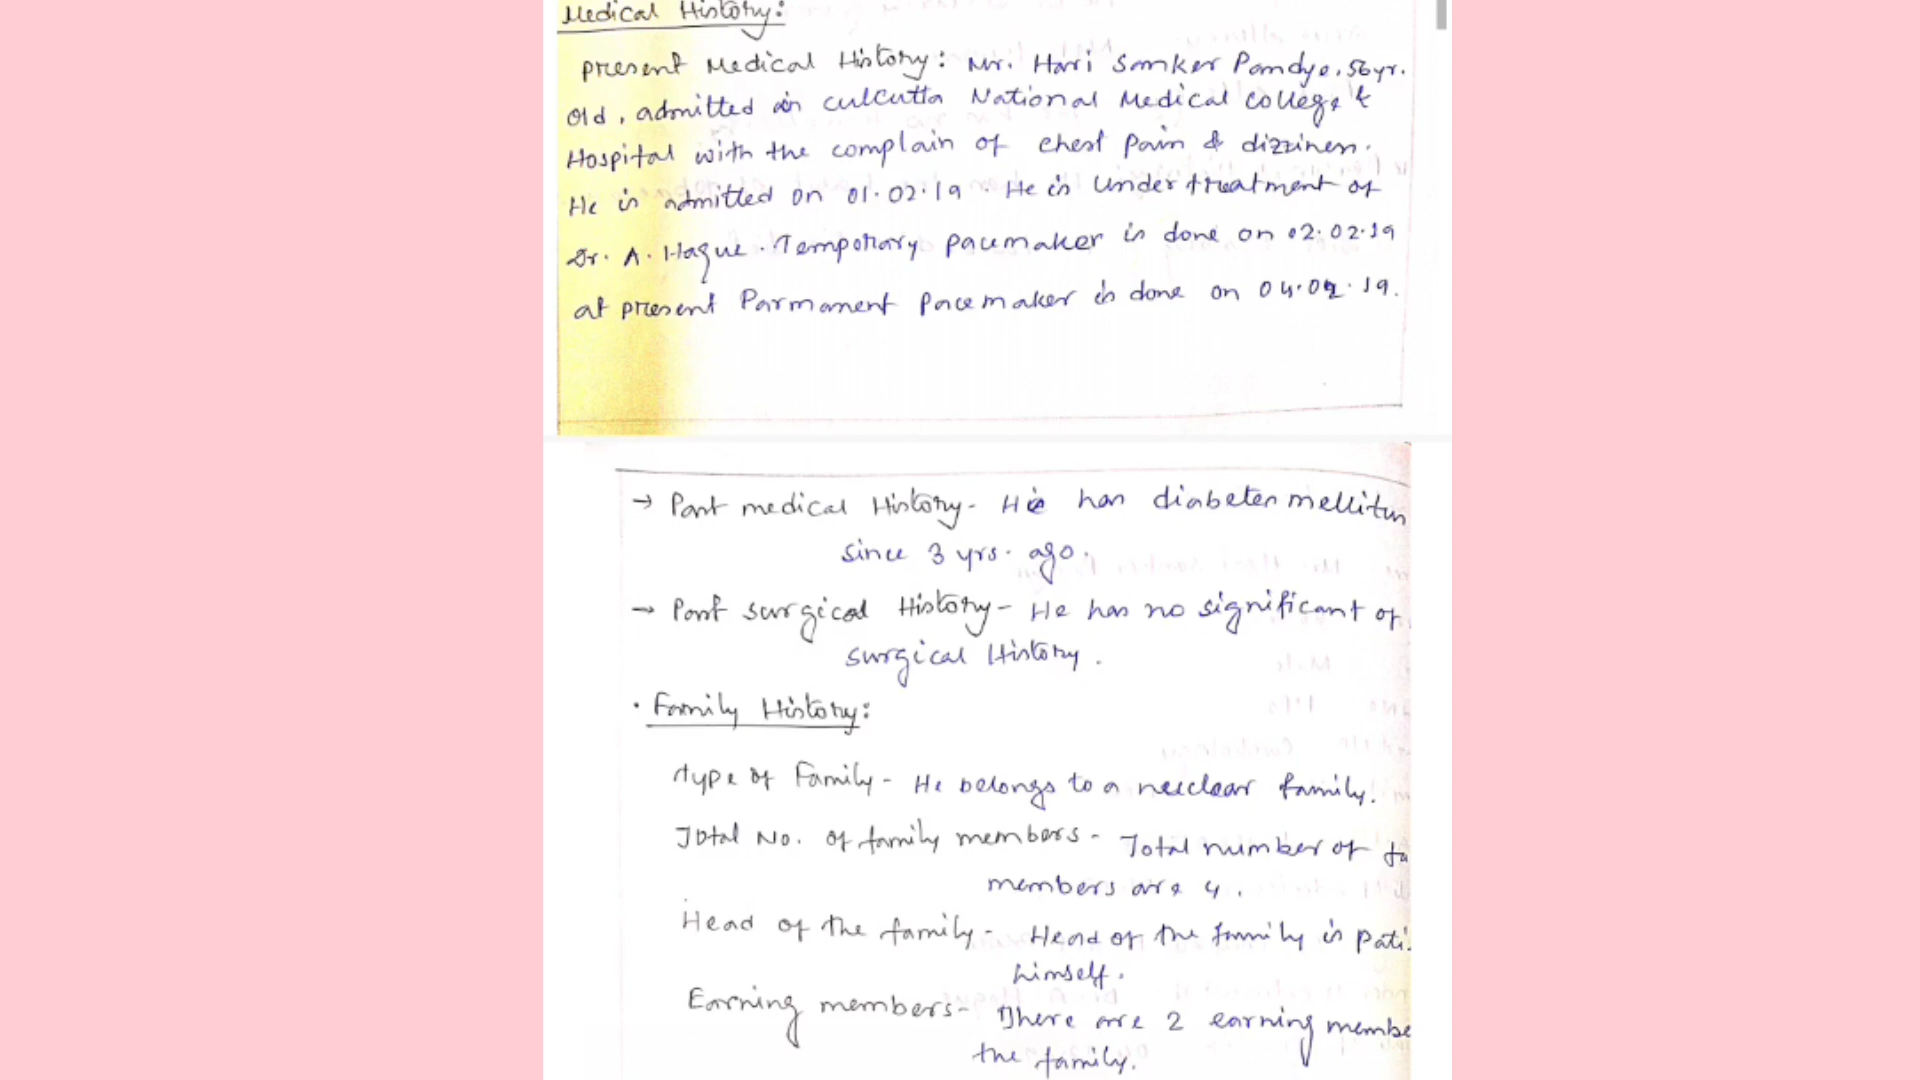 Medical History:
Present Medical History: Mr. Hari Sanker Pandya, 56yr.
old, admitted in culcutta National Medical College &
Hospital with the complain of chest pain & dizziness.
He is admitted on 01.02.19. He is under treatment of
Dr. A. Haque. Temporary pacemaker is done on 02.02.19
at present Parmanent pacemaker is done on 04.02.19.
→ Past medical History- He has diabetes mellitus
since 3 yrs. ago.
→ Past surgical History- He has no significant of
surgical History.
· Family History:
Type of Family- He belongs to a nuclear family.
Total No. of family members- Total number of fa
members are 4.
Head of the family- Head of the family is pati
himself.
Earning members- There are 2 earning membe
the family.